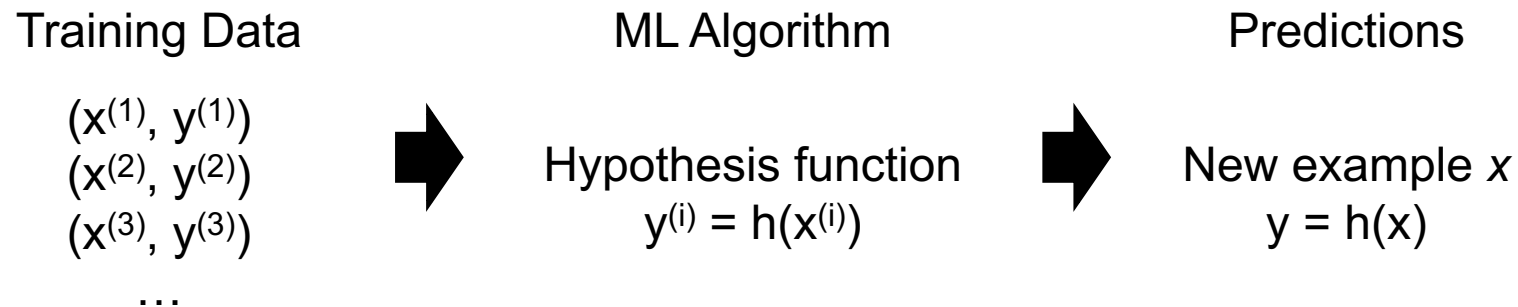 Training Data
(x⁽¹⁾, y⁽¹⁾)
(x⁽²⁾, y⁽²⁾)
(x⁽³⁾, y⁽³⁾)
...
ML Algorithm
Hypothesis function
y⁽ⁱ⁾ = h(x⁽ⁱ⁾)
Predictions
New example x
y = h(x)